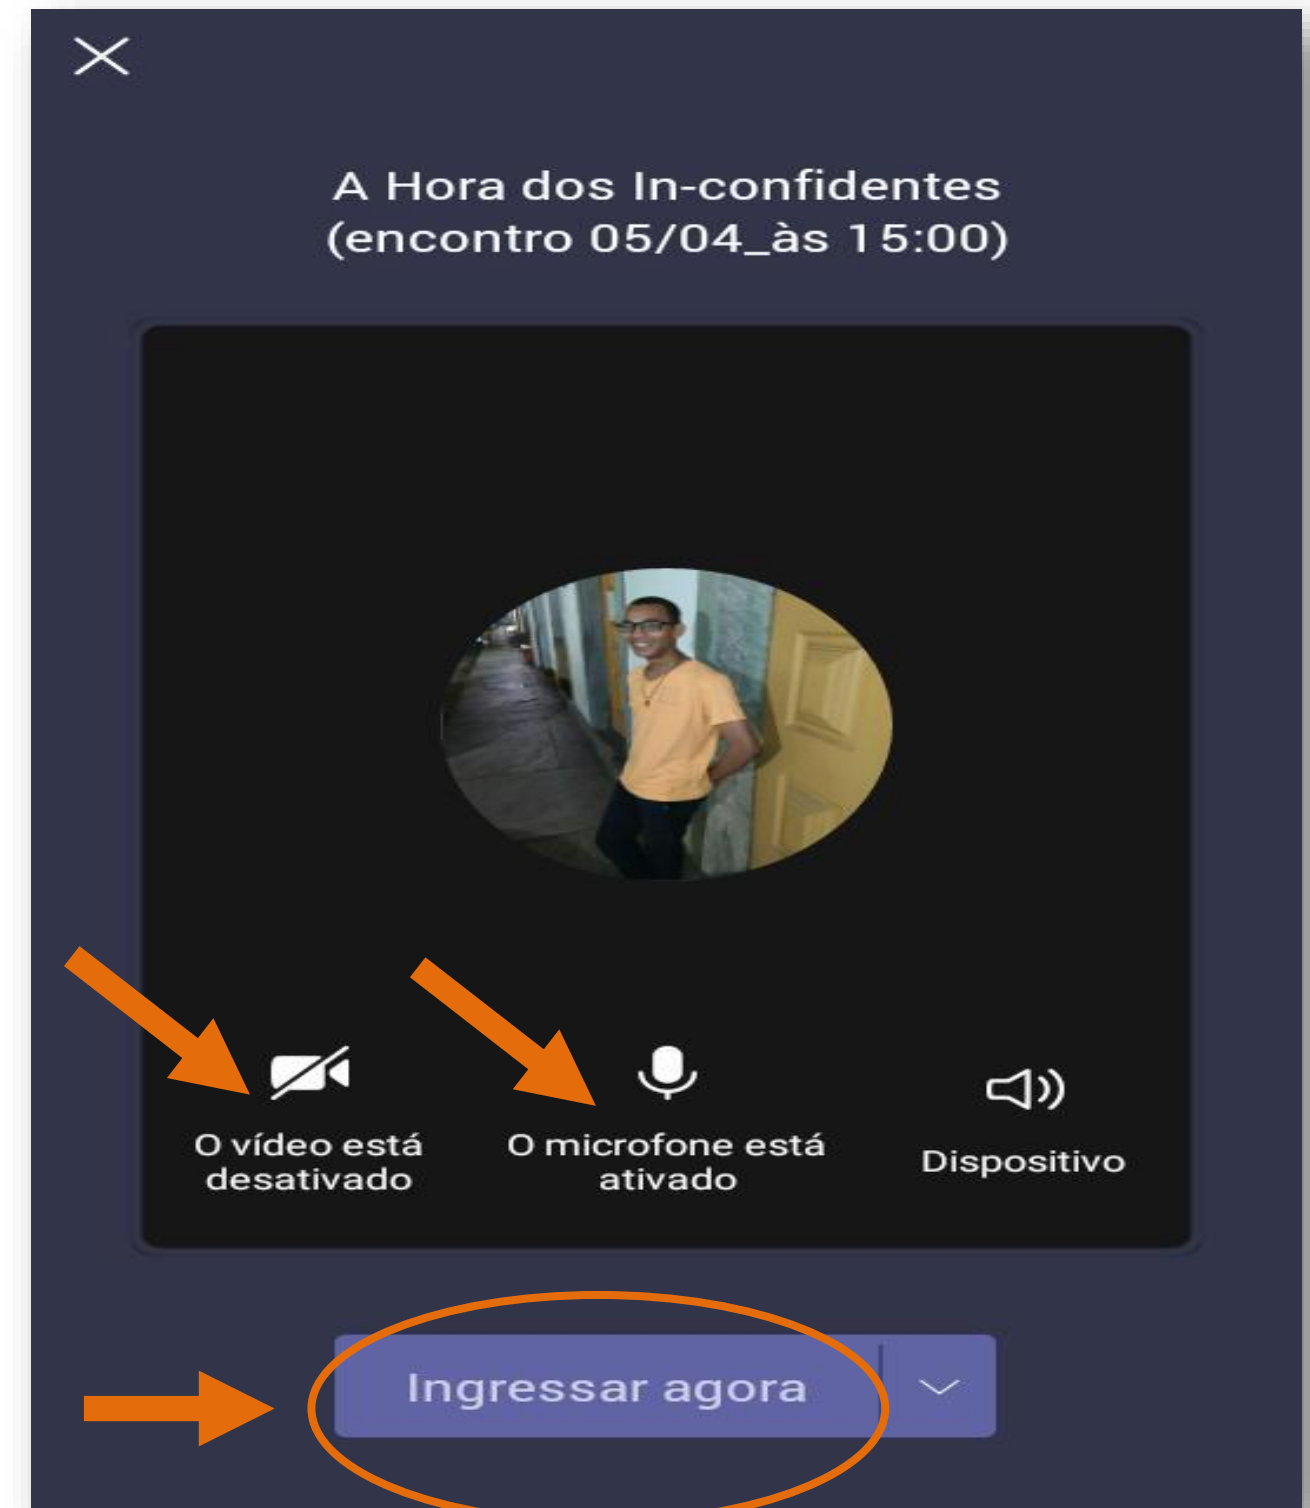 A Hora dos In-confidentes
(encontro 05/04_às 15:00)
O vídeo está
desativado
O microfone está
ativado
Dispositivo
Ingressar agora